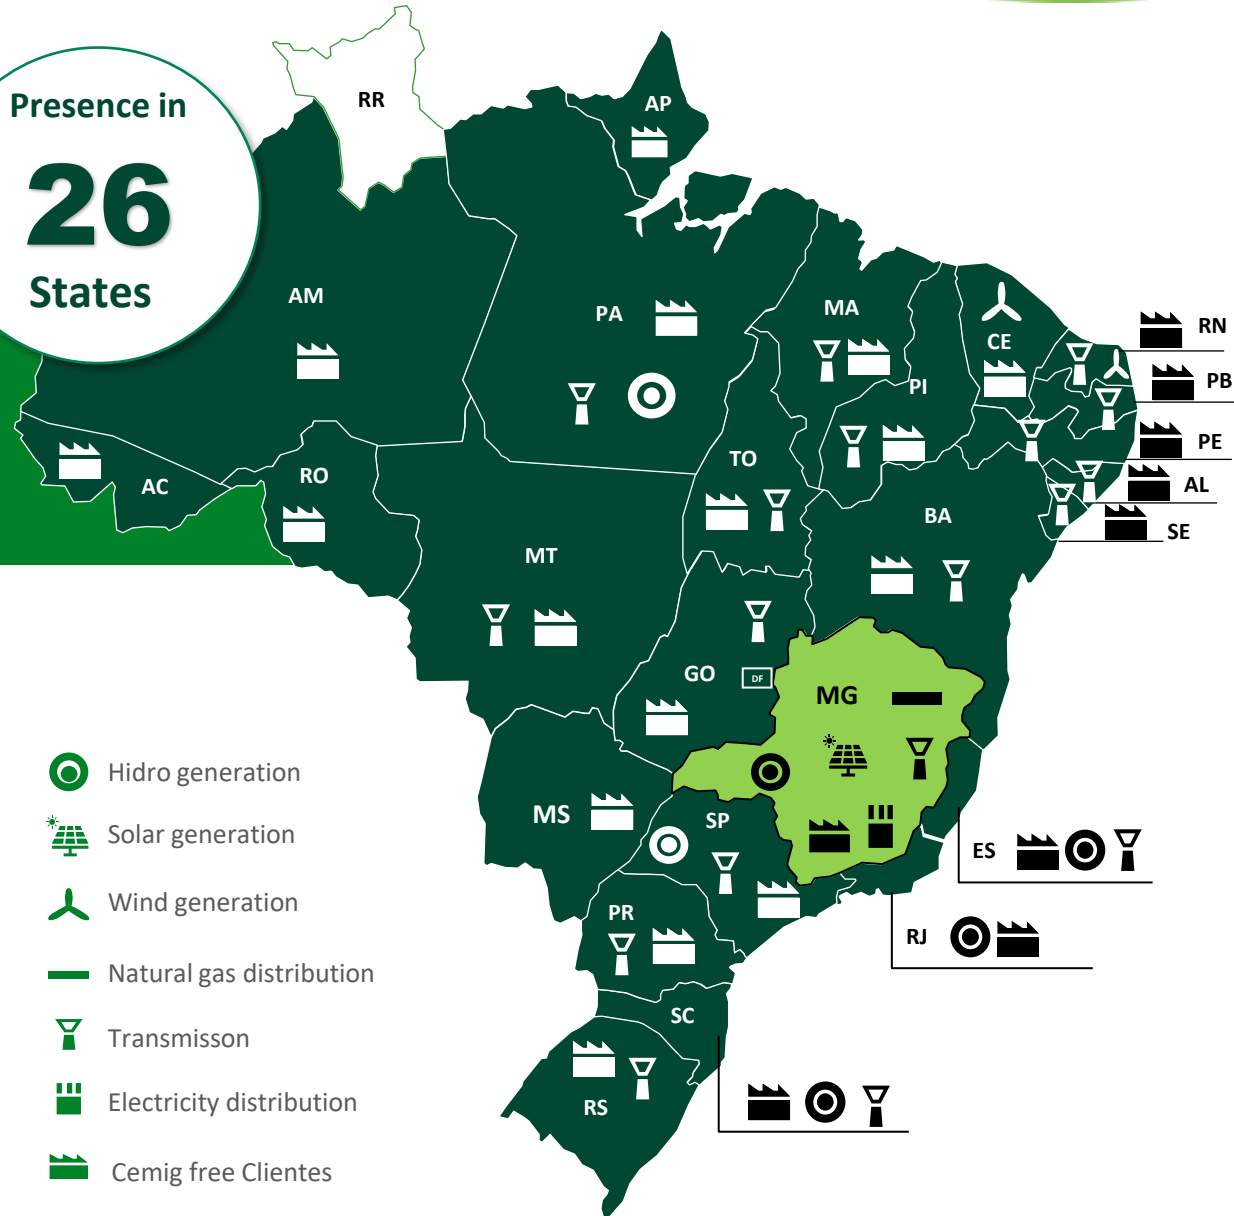 Presence in
26
States
RR
AP
AM
PA
MA
CE
RN
PI
PB
PE
TO
AL
AC
RO
BA
SE
MT
GO
DF
MG
MS
SP
ES
PR
RJ
SC
RS
Hidro generation
Solar generation
Wind generation
Natural gas distribution
Transmisson
Electricity distribution
Cemig free Clientes